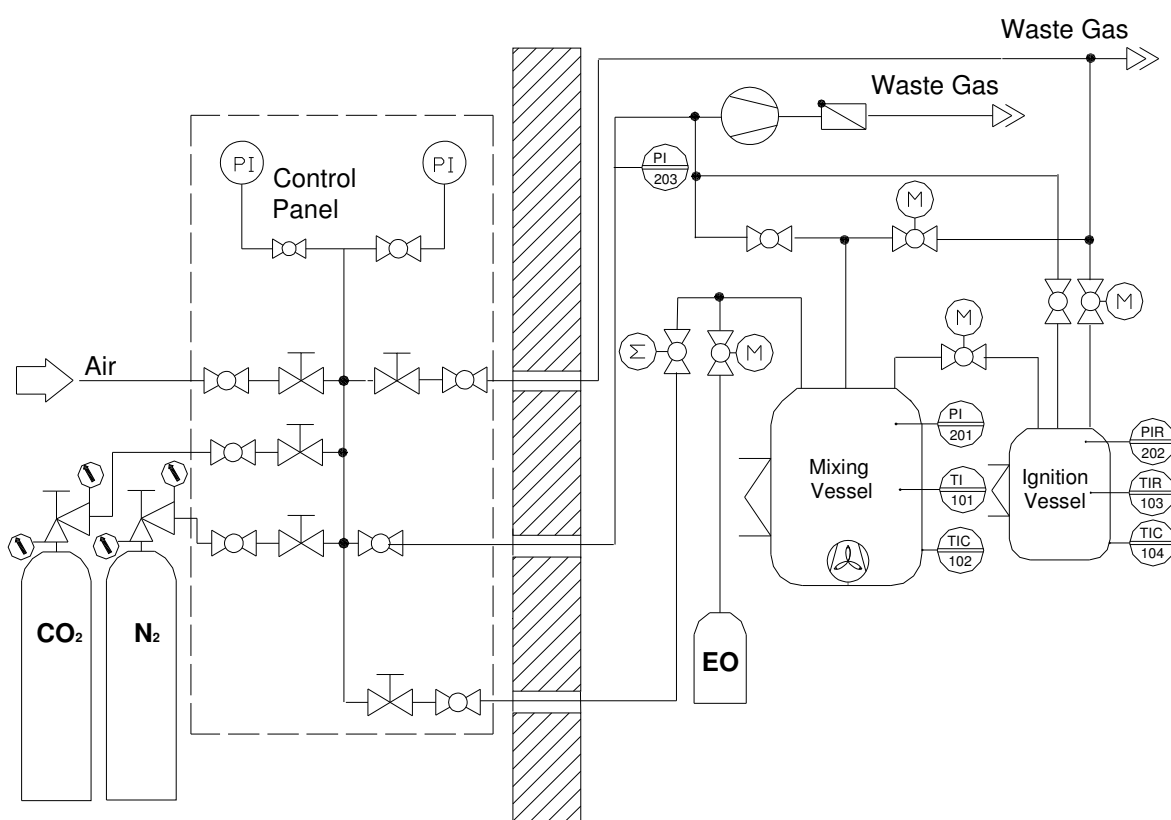 Waste Gas
Waste Gas
PI
PI
Control
Panel
PI
203
M
M
M
M
M
Air
PI
201
PIR
202
Mixing
Vessel
TI
101
Ignition
Vessel
TIR
103
TIC
102
TIC
104
CO₂
N₂
EO